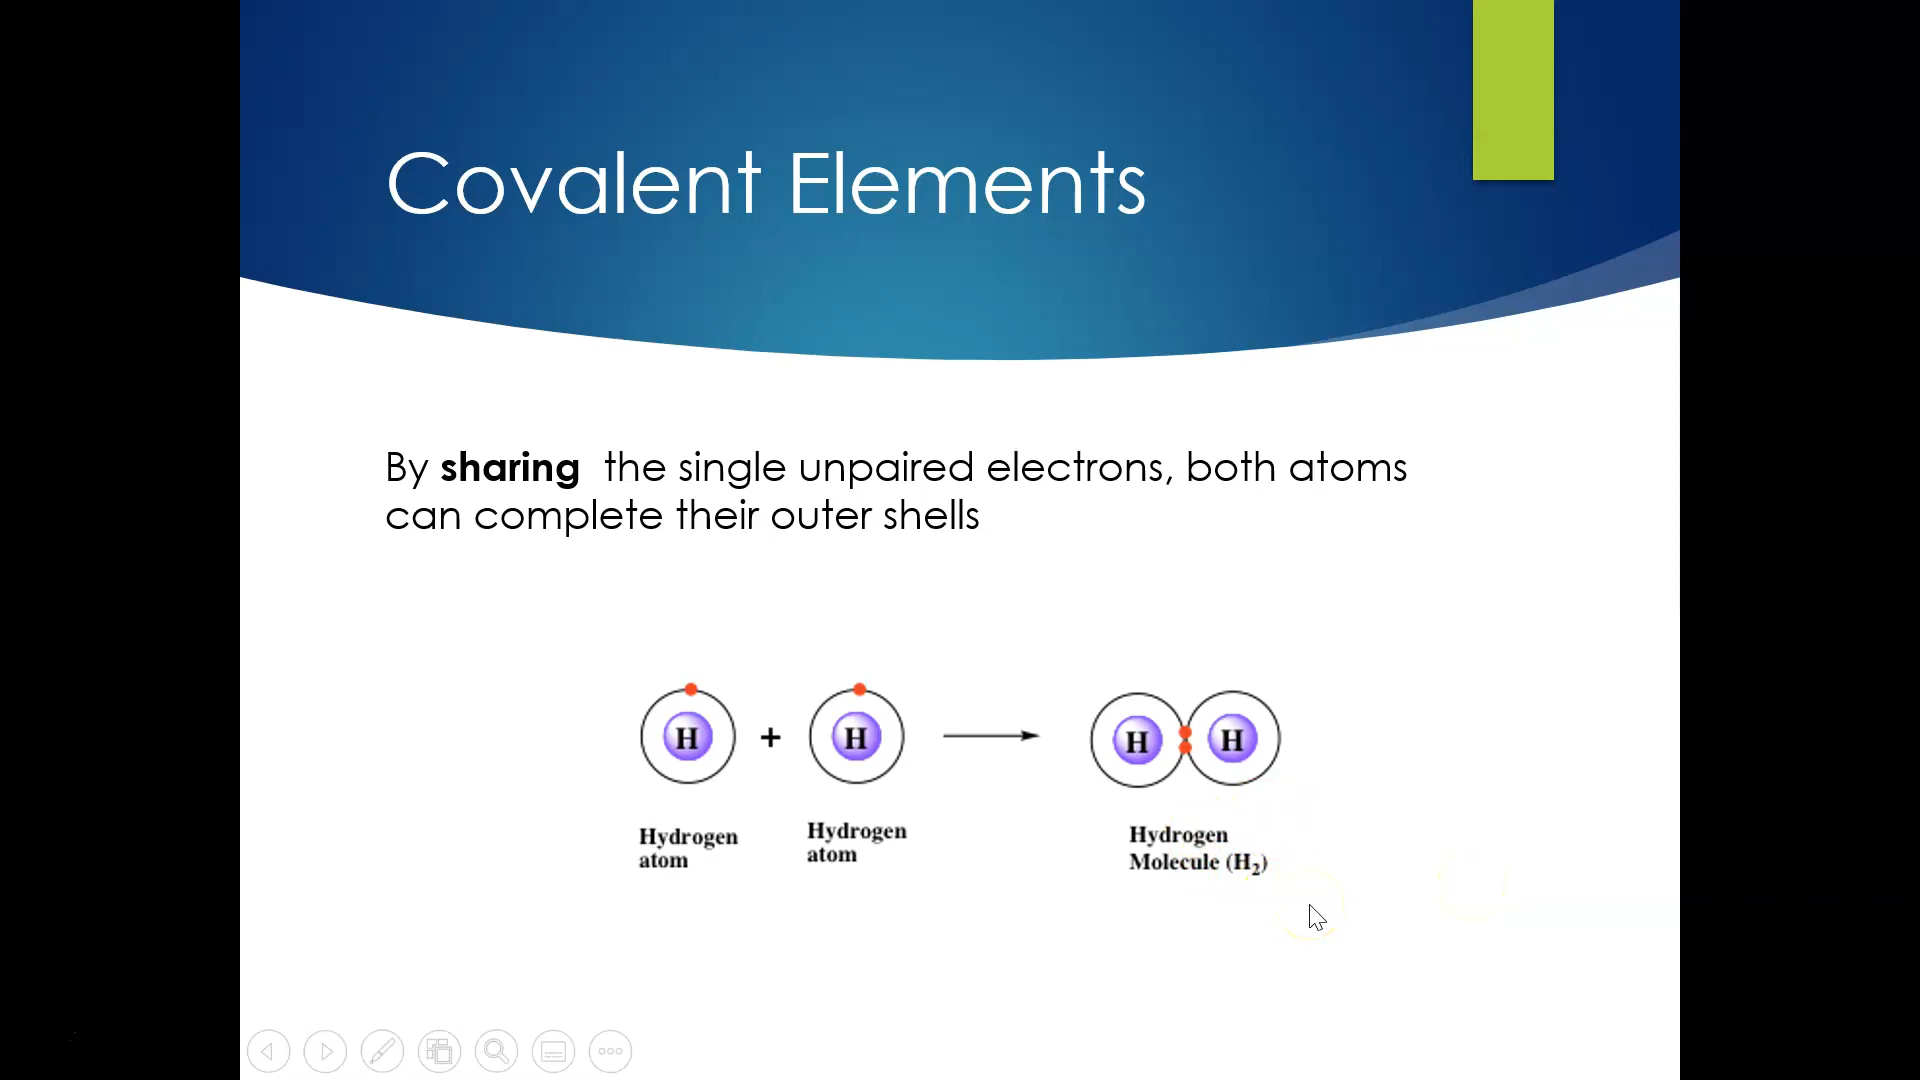 Covalent Elements
By sharing the single unpaired electrons, both atoms
can complete their outer shells
H + H H H
Hydrogen atom
Hydrogen atom
Hydrogen
Molecule (H₂)